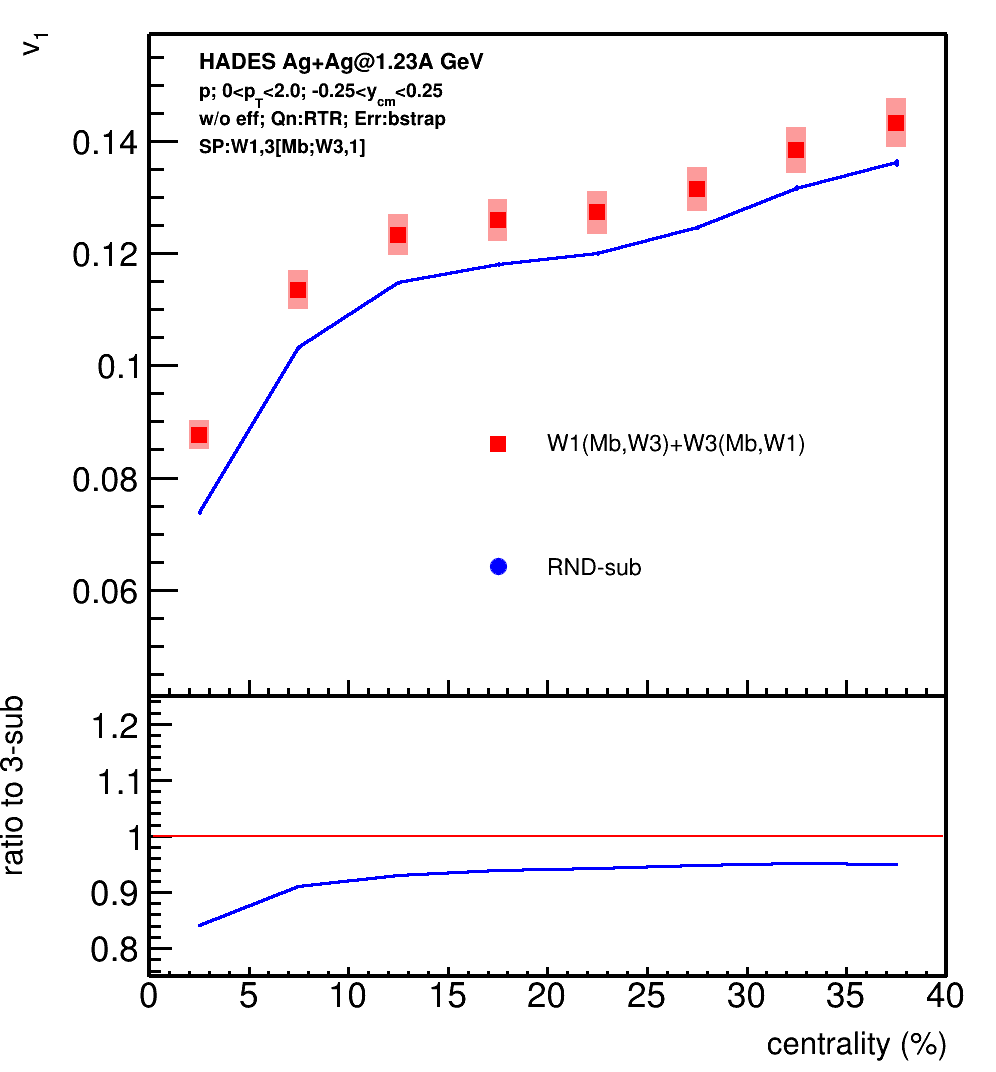 v1
HADES Ag+Ag@1.23A GeV
p; 0<pT<2.0; -0.25<ycm<0.25
w/o eff; Qn:RTR; Err:bstrap
SP:W1,3[Mb;W3,1]
0.14
0.12
0.1
0.08
0.06
W1(Mb,W3)+W3(Mb,W1)
RND-sub
ratio to 3-sub
1.2
1.1
1
0.9
0.8
0 5 10 15 20 25 30 35 40
centrality (%)